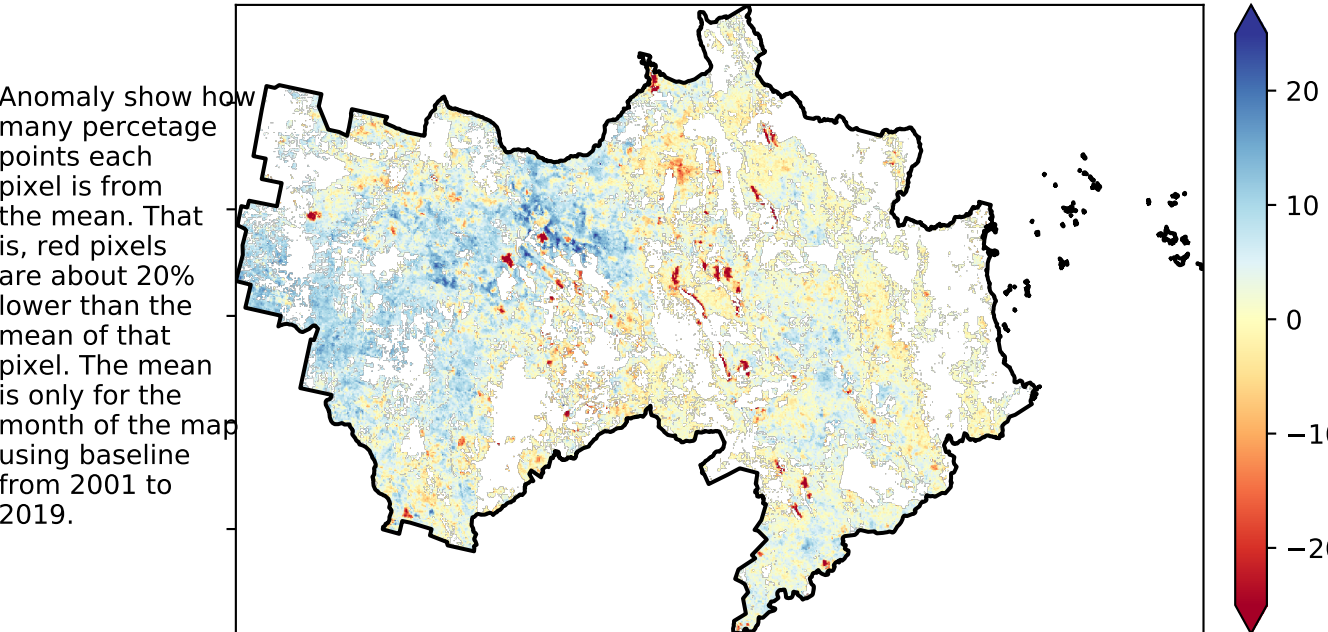 Anomaly show how
many percetage
points each
pixel is from
the mean. That
is, red pixels
are about 20%
lower than the
mean of that
pixel. The mean
is only for the
month of the map
using baseline
from 2001 to
2019.
20
10
0
−10
−20